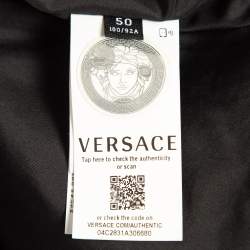 50
180/92A
VERSACE
Tap here to check the authenticity
or scan
or check the code on
VERSACE.COM/AUTHENTIC
04C2831A306680